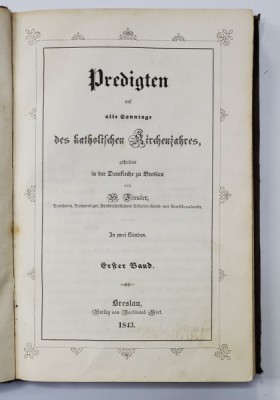 Predigten
auf
alle Sonntage
des katholischen Kirchenjahres,
gehalten
in der Domkirche zu Breslau
von
H. Förster,
In zwei Bänden.
Erster Band.
Breslau,
Verlag von Ferdinand Hirt.
1843.